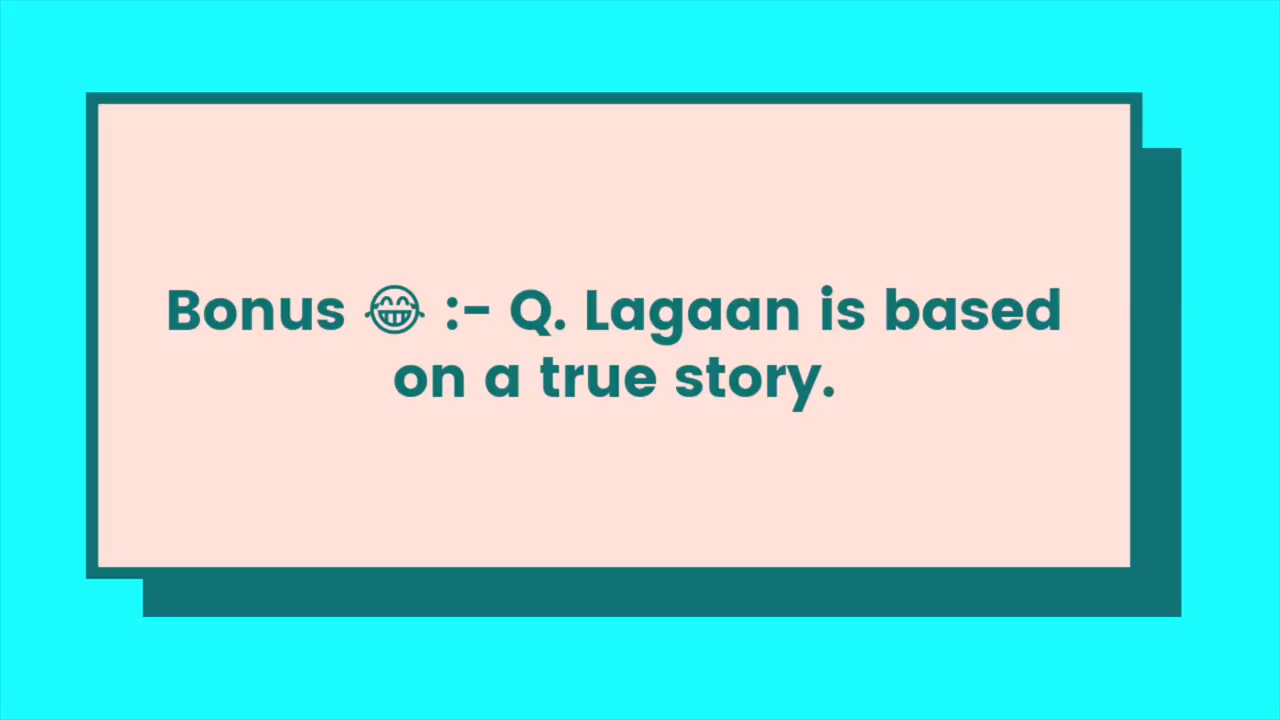 Bonus 😂 :- Q. Lagaan is based
on a true story.